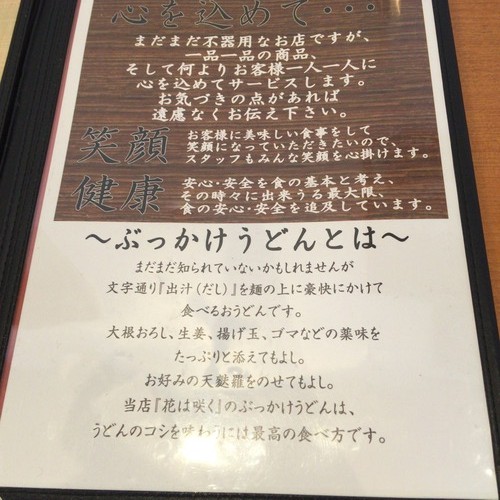 心を込めて・・・
まだまだ不器用なお店ですが、
一品一品の商品、
そして何よりお客様一人一人に
心を込めてサービスします。
お気づきの点があれば
遠慮なくお伝え下さい。
笑顔
お客様に美味しい食事をして
笑顔になっていただきたいので、
スタッフもみんな笑顔を心掛けます。
健康
安心・安全を食の基本と考え、
その時々に出来うる最大限、
食の安心・安全を追及しています。
〜ぶっかけうどんとは〜
まだまだ知られていないかもしれませんが
文字通り『出汁(だし)』を麺の上に豪快にかけて
食べるおうどんです。
大根おろし、生姜、揚げ玉、ゴマなどの薬味を
たっぷりと添えてもよし。
お好みの天麩羅をのせてもよし。
当店『花は咲く』のぶっかけうどんは、
うどんのコシを味わうには最高の食べ方です。